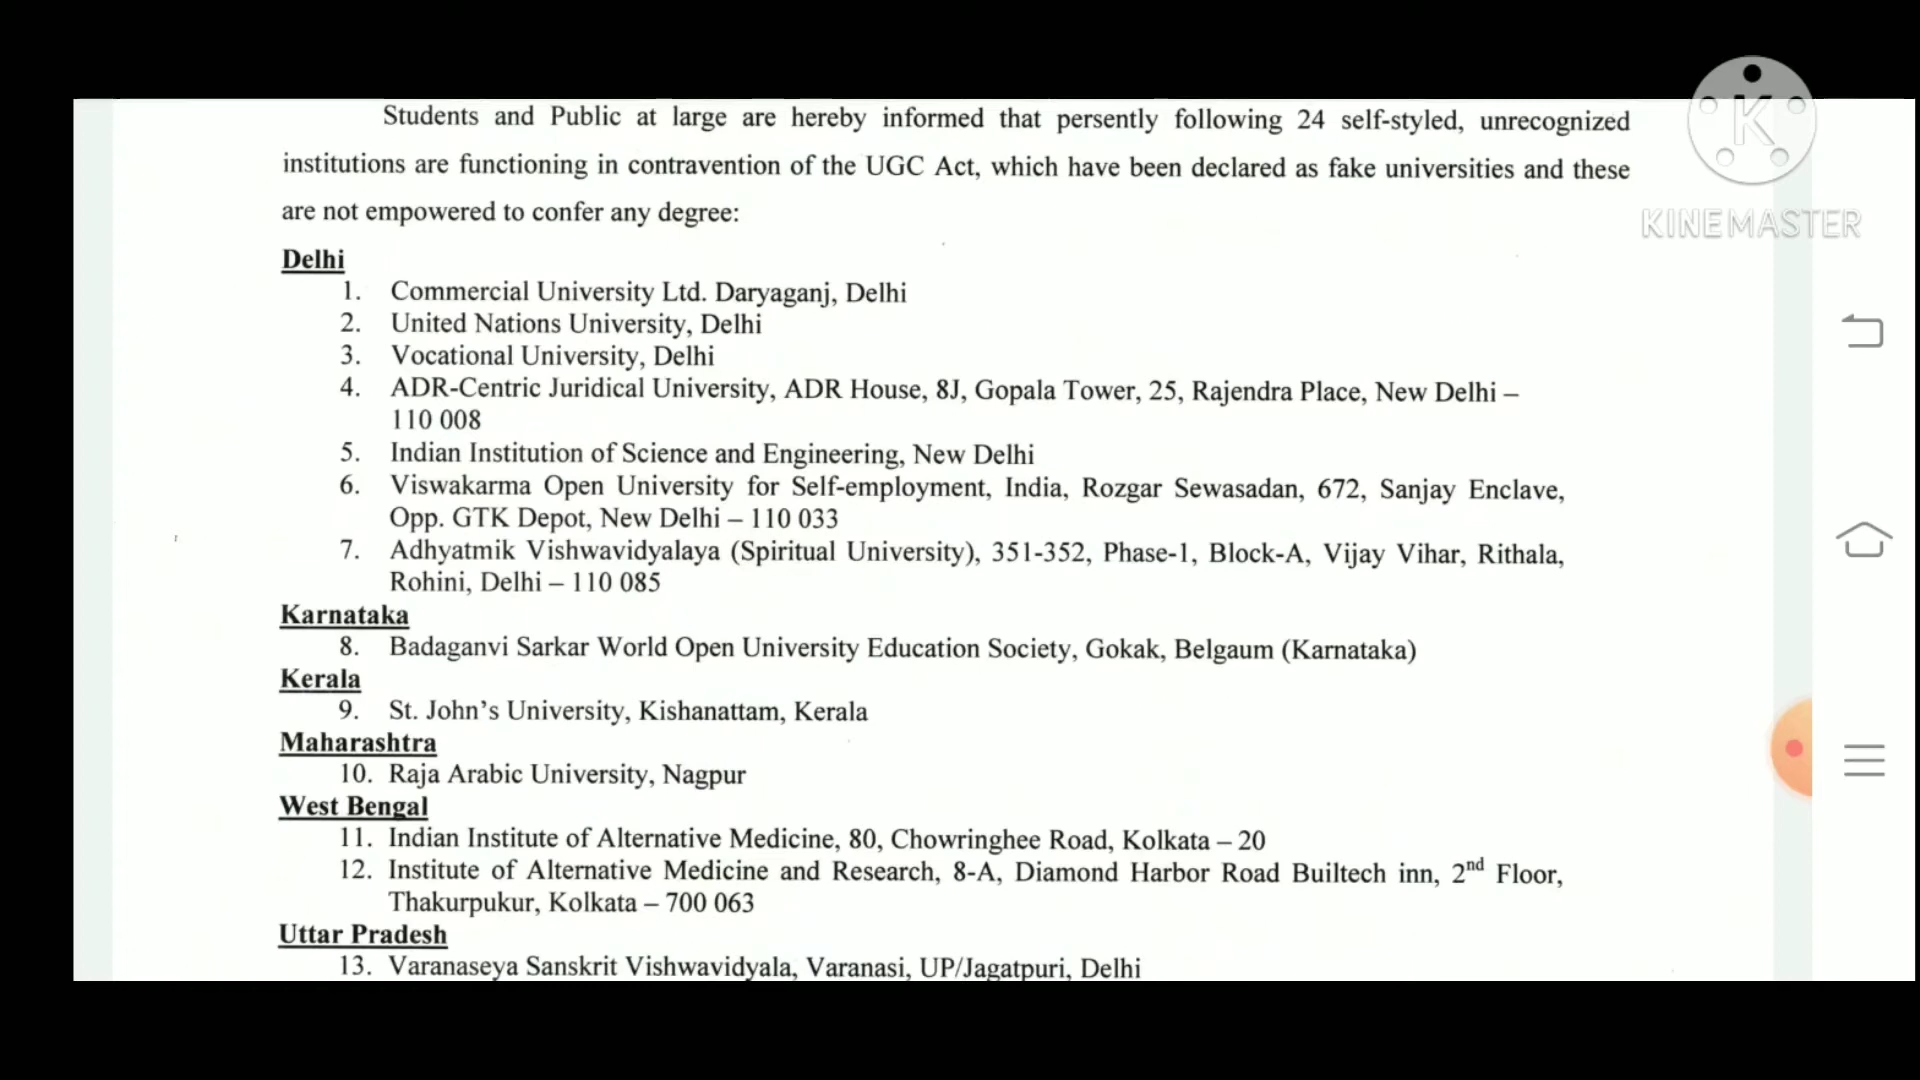 Students and Public at large are hereby informed that persently following 24 self-styled, unrecognized
institutions are functioning in contravention of the UGC Act, which have been declared as fake universities and these
are not empowered to confer any degree:
K
KINEMASTER
Delhi
1. Commercial University Ltd. Daryaganj, Delhi
2. United Nations University, Delhi
3. Vocational University, Delhi
4. ADR-Centric Juridical University, ADR House, 8J, Gopala Tower, 25, Rajendra Place, New Delhi –
110 008
5. Indian Institution of Science and Engineering, New Delhi
6. Viswakarma Open University for Self-employment, India, Rozgar Sewasadan, 672, Sanjay Enclave,
Opp. GTK Depot, New Delhi – 110 033
7. Adhyatmik Vishwavidyalaya (Spiritual University), 351-352, Phase-1, Block-A, Vijay Vihar, Rithala,
Rohini, Delhi – 110 085
Karnataka
8. Badaganvi Sarkar World Open University Education Society, Gokak, Belgaum (Karnataka)
Kerala
9. St. John’s University, Kishanattam, Kerala
Maharashtra
10. Raja Arabic University, Nagpur
West Bengal
11. Indian Institute of Alternative Medicine, 80, Chowringhee Road, Kolkata – 20
12. Institute of Alternative Medicine and Research, 8-A, Diamond Harbor Road Builtech inn, 2nd Floor,
Thakurpukur, Kolkata – 700 063
Uttar Pradesh
13. Varanaseya Sanskrit Vishwavidyala, Varanasi, UP/Jagatpuri, Delhi